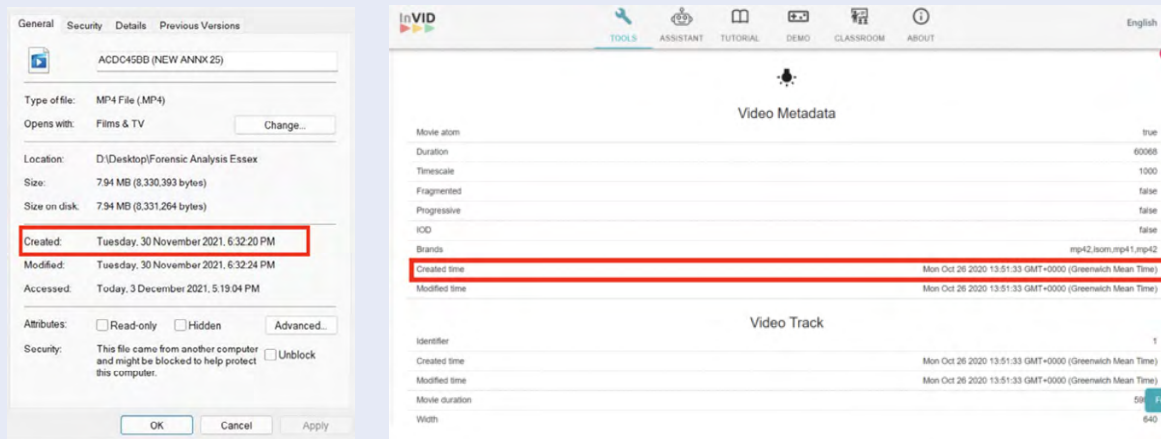 General Security Details Previous Versions
ACDC45BB (NEW ANNX 25)
Type of file: MP4 File (.MP4)
Opens with: Films & TV Change...
Location: D:\Desktop\Forensic Analysis Essex
Size: 7.94 MB (8,330,393 bytes)
Size on disk: 7.94 MB (8,331,264 bytes)
Created: Tuesday, 30 November 2021, 6:32:20 PM
Modified: Tuesday, 30 November 2021, 6:32:24 PM
Accessed: Today, 3 December 2021, 5:19:04 PM
Attributes: Read-only Hidden Advanced...
Security: This file came from another computer
and might be blocked to help protect
this computer.
Unblock
OK Cancel Apply
InVID
TOOLS ASSISTANT TUTORIAL DEMO CLASSROOM ABOUT
English
Video Metadata
Movie atom true
Duration 60068
Timescale 1000
Fragmented false
Progressive false
IOD false
Brands mp42,isom,mp41,mp42
Created time Mon Oct 26 2020 13:51:33 GMT+0000 (Greenwich Mean Time)
Modified time Mon Oct 26 2020 13:51:33 GMT+0000 (Greenwich Mean Time)
Video Track
Identifier 1
Created time Mon Oct 26 2020 13:51:33 GMT+0000 (Greenwich Mean Time)
Modified time Mon Oct 26 2020 13:51:33 GMT+0000 (Greenwich Mean Time)
Movie duration
Width 640